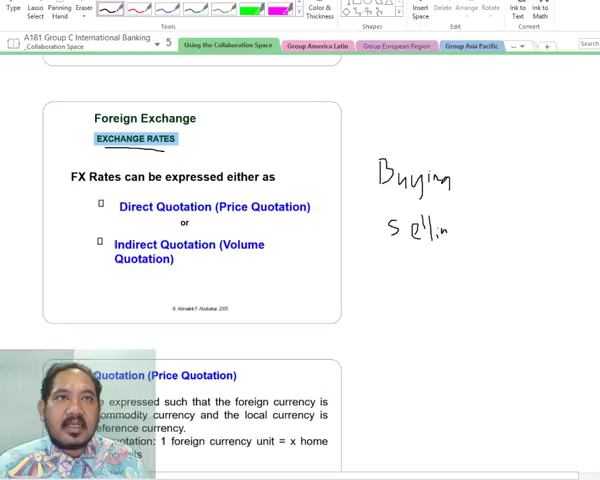 Type
Lasso
Select
Panning
Hand
Eraser
Tools
Color &
Thickness
Shapes
Insert
Space
Delete
Arrange
Rotate
Edit
Ink to
Text
Ink to
Math
Convert
A181 Group C International Banking
_Collaboration Space
Using the Collaboration Space
Group America Latin
Group European Region
Group Asia Pacific
...
+
Search
Foreign Exchange
EXCHANGE RATES
FX Rates can be expressed either as
Direct Quotation (Price Quotation)
or
Indirect Quotation (Volume
Quotation)
Buying
Sellin
Quotation (Price Quotation)
e expressed such that the foreign currency is
ommodity currency and the local currency is
eference currency.
uotation: 1 foreign currency unit = x home